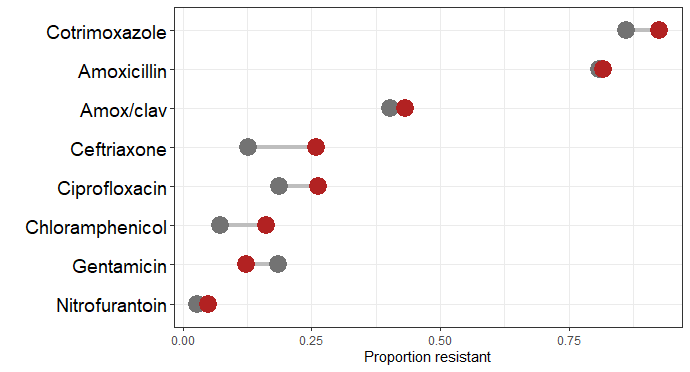 Cotrimoxazole
Amoxicillin
Amox/clav
Ceftriaxone
Ciprofloxacin
Chloramphenicol
Gentamicin
Nitrofurantoin
0.00 0.25 0.50 0.75
Proportion resistant